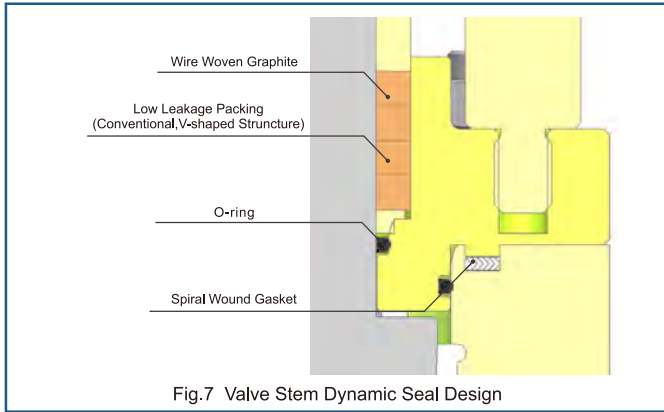 Wire Woven Graphite
Low Leakage Packing
(Conventional,V-shaped Struncture)
O-ring
Spiral Wound Gasket
Fig.7 Valve Stem Dynamic Seal Design